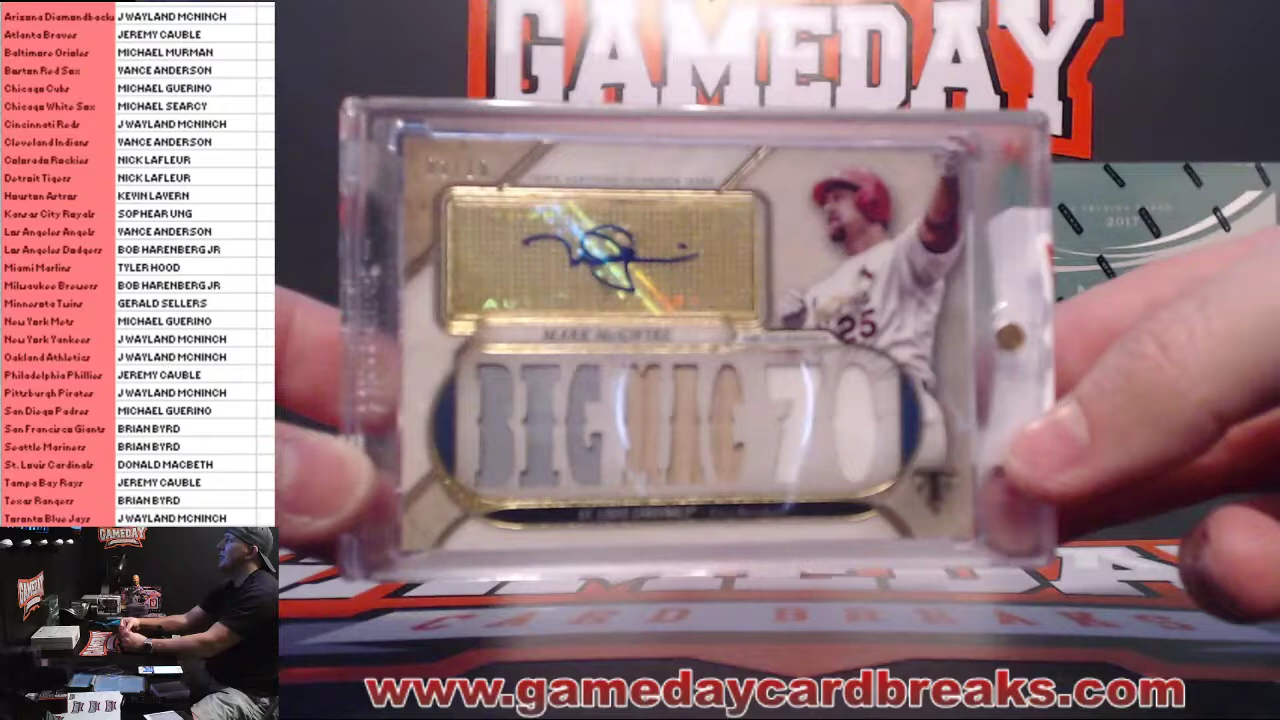 Arizona Diamondbacks J WAYLAND MCNINCH
Atlanta Braves JEREMY CAUBLE
Baltimore Orioles MICHAEL MURMAN
Boston Red Sox VANCE ANDERSON
Chicago Cubs MICHAEL GUERINO
Chicago White Sox MICHAEL SEARCY
Cincinnati Reds J WAYLAND MCNINCH
Cleveland Indians VANCE ANDERSON
Colorado Rockies NICK LAFLEUR
Detroit Tigers NICK LAFLEUR
Houston Astros KEVIN LAVERN
Kansas City Royals SOPHEAR UNG
Los Angeles Angels VANCE ANDERSON
Los Angeles Dodgers BOB HARENBERG JR
Miami Marlins TYLER HOOD
Milwaukee Brewers BOB HARENBERG JR
Minnesota Twins GERALD SELLERS
New York Mets MICHAEL GUERINO
New York Yankees J WAYLAND MCNINCH
Oakland Athletics J WAYLAND MCNINCH
Philadelphia Phillies JEREMY CAUBLE
Pittsburgh Pirates J WAYLAND MCNINCH
San Diego Padres MICHAEL GUERINO
San Francisco Giants BRIAN BYRD
Seattle Mariners BRIAN BYRD
St. Louis Cardinals DONALD MACBETH
Tampa Bay Rays JEREMY CAUBLE
Texas Rangers BRIAN BYRD
Toronto Blue Jays J WAYLAND MCNINCH
GAMEDAY
2017
25
MARK McGWIRE
BIG MAC 70
CARD BREAKS
GAMEDAY
GAMEDAY
www.gamedaycardbreaks.com